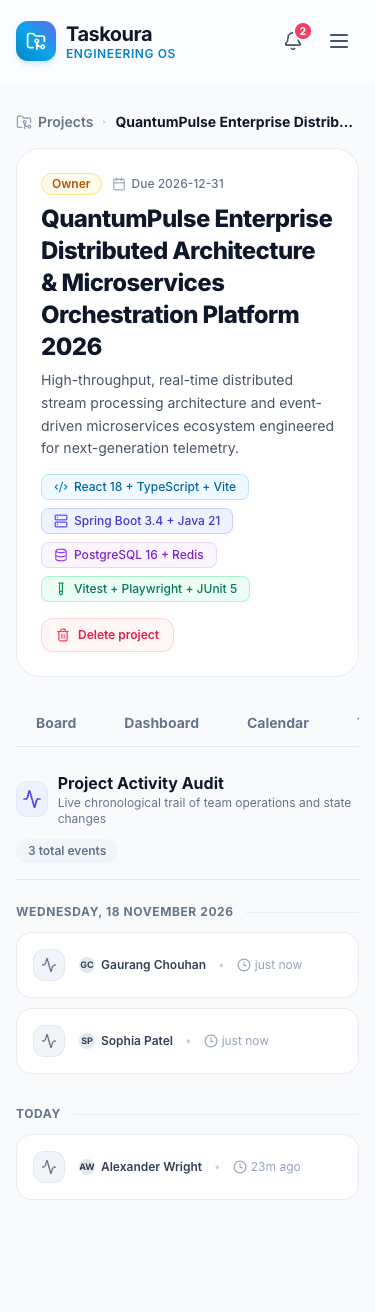 Taskoura
ENGINEERING OS
2
Projects
QuantumPulse Enterprise Distrib...
Owner
Due 2026-12-31
QuantumPulse Enterprise
Distributed Architecture
& Microservices
Orchestration Platform
2026
High-throughput, real-time distributed
stream processing architecture and event-
driven microservices ecosystem engineered
for next-generation telemetry.
React 18 + TypeScript + Vite
Spring Boot 3.4 + Java 21
PostgreSQL 16 + Redis
Vitest + Playwright + JUnit 5
Delete project
Board Dashboard Calendar
Project Activity Audit
Live chronological trail of team operations and state
changes
3 total events
WEDNESDAY, 18 NOVEMBER 2026
GC Gaurang Chouhan • just now
SP Sophia Patel • just now
TODAY
AW Alexander Wright • 23m ago